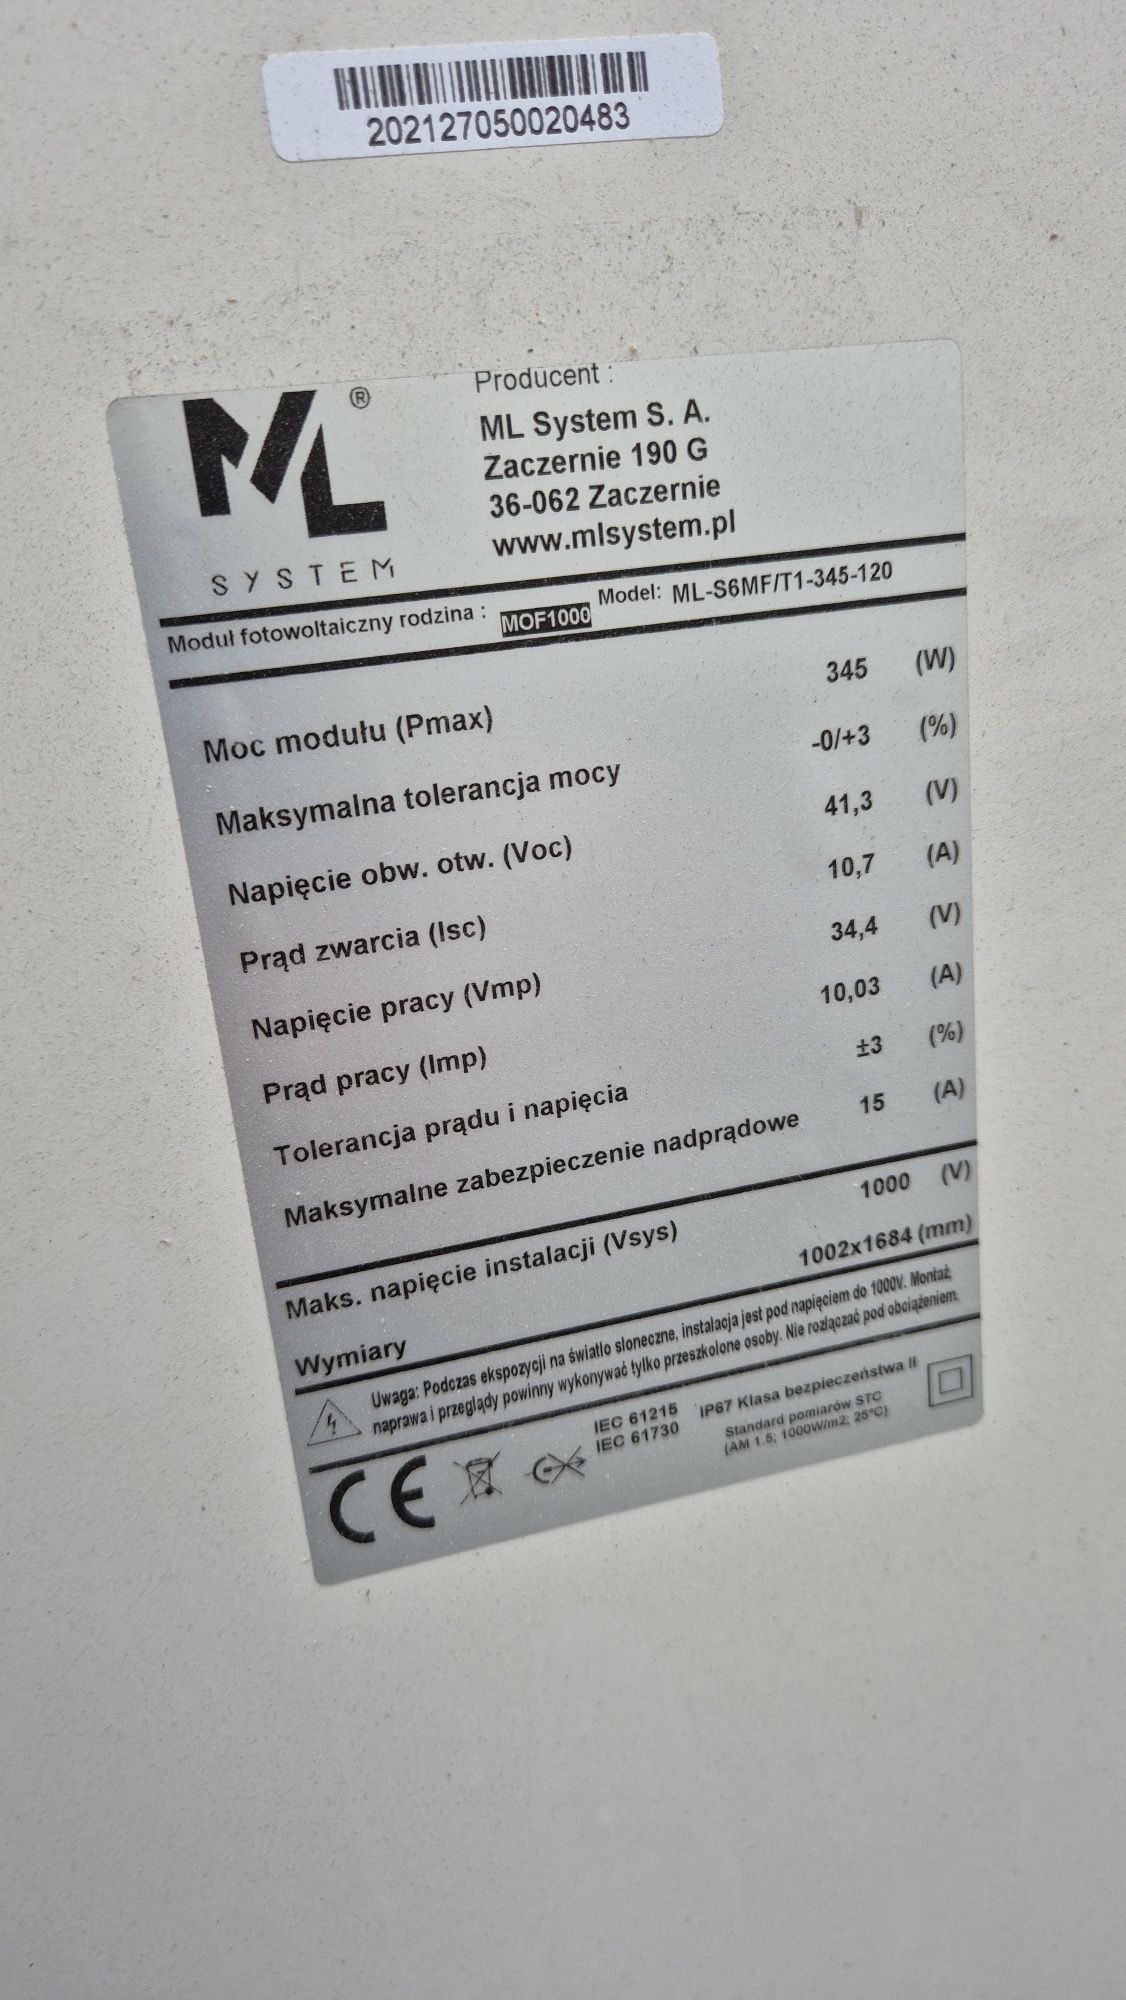 202127050020483
ML ®
SYSTEM
Producent :
ML System S. A.
Zaczernie 190 G
36-062 Zaczernie
www.mlsystem.pl
Moduł fotowoltaiczny rodzina : MOF1000 Model: ML-S6MF/T1-345-120
Moc modułu (Pmax) 345 (W)
Maksymalna tolerancja mocy -0/+3 (%)
Napięcie obw. otw. (Voc) 41,3 (V)
Prąd zwarcia (Isc) 10,7 (A)
Napięcie pracy (Vmp) 34,4 (V)
Prąd pracy (Imp) 10,03 (A)
Tolerancja prądu i napięcia ±3 (%)
Maksymalne zabezpieczenie nadprądowe 15 (A)
Maks. napięcie instalacji (Vsys) 1000 (V)
Wymiary 1002x1684 (mm)
Uwaga: Podczas ekspozycji na światło słoneczne, instalacja jest pod napięciem do 1000V. Montaż,
naprawa i przeglądy powinny wykonywać tylko przeszkolone osoby. Nie rozłączać pod obciążeniem.
CE
IEC 61215
IEC 61730
IP67 Klasa bezpieczeństwa II
Standard pomiarów STC
(AM 1.5; 1000W/m2; 25°C)